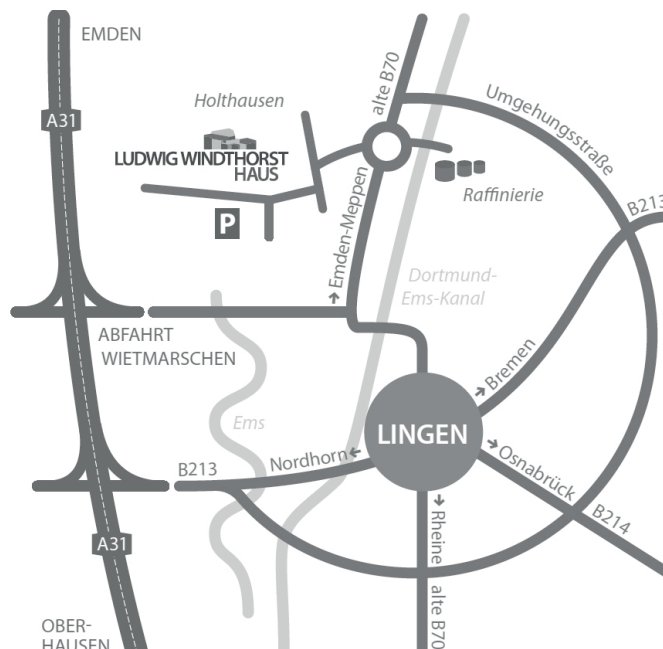 EMDEN
alte B70
Umgehungsstraße
Holthausen
A31
LUDWIG WINDTHORST
HAUS
Raffinierie
B213
P
Emden-Meppen
Dortmund-
Ems-Kanal
ABFAHRT
WIETMARSCHEN
Bremen
Ems
LINGEN
Nordhorn
B213
Osnabrück
B214
Rheine
alte B70
A31
OBER-
HAUSEN